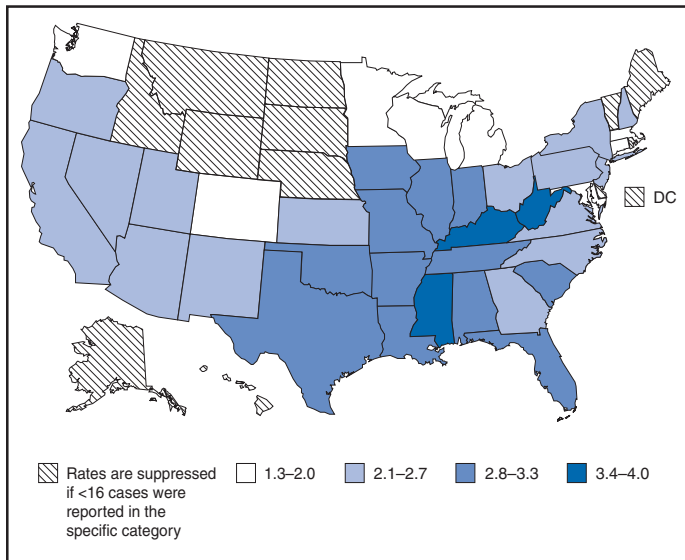 DC
Rates are suppressed
if <16 cases were
reported in the
specific category
1.3–2.0
2.1–2.7
2.8–3.3
3.4–4.0